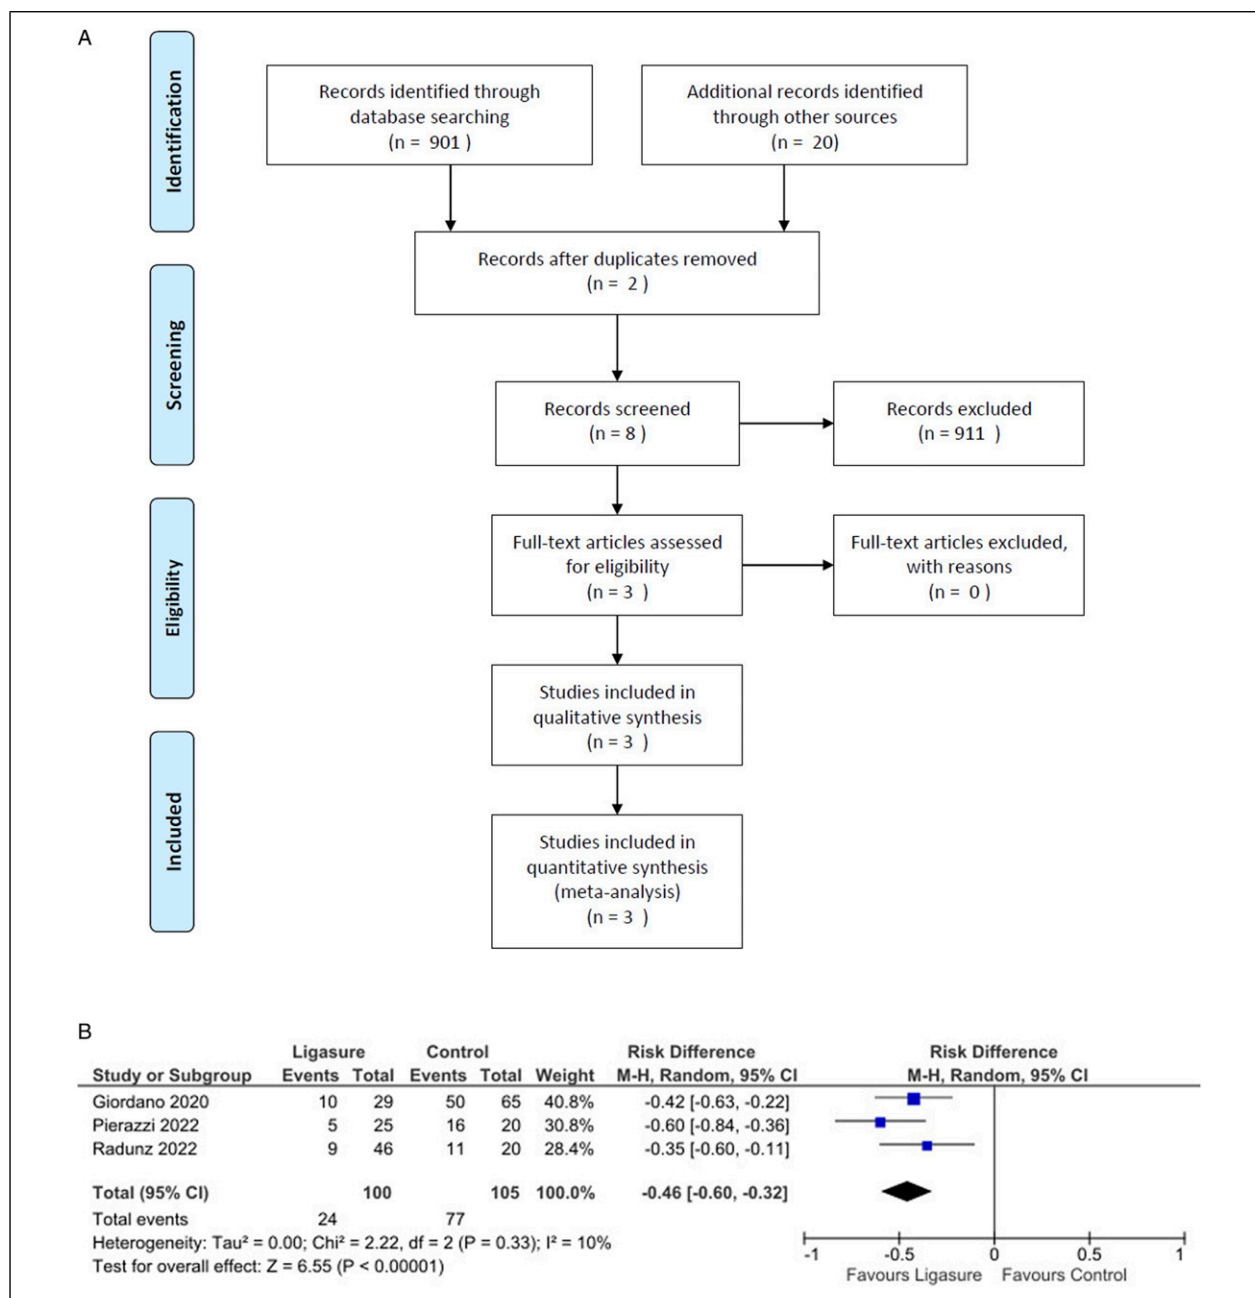 A
Identification
Records identified through
database searching
(n = 901 )
Additional records identified
through other sources
(n = 20)
Records after duplicates removed
(n = 2 )
Screening
Records screened
(n = 8 )
Records excluded
(n = 911 )
Eligibility
Full-text articles assessed
for eligibility
(n = 3 )
Full-text articles excluded,
with reasons
(n = 0 )
Studies included in
qualitative synthesis
(n = 3 )
Included
Studies included in
quantitative synthesis
(meta-analysis)
(n = 3 )
B
Ligasure Control Risk Difference Risk Difference
Study or Subgroup Events Total Events Total Weight M-H, Random, 95% CI M-H, Random, 95% CI
Giordano 2020 10 29 50 65 40.8% -0.42 [-0.63, -0.22]
Pierazzi 2022 5 25 16 20 30.8% -0.60 [-0.84, -0.36]
Radunz 2022 9 46 11 20 28.4% -0.35 [-0.60, -0.11]
Total (95% CI) 100 105 100.0% -0.46 [-0.60, -0.32]
Total events 24 77
Heterogeneity: Tau² = 0.00; Chi² = 2.22, df = 2 (P = 0.33); I² = 10%
Test for overall effect: Z = 6.55 (P < 0.00001)
-1 -0.5 0 0.5 1
Favours Ligasure Favours Control